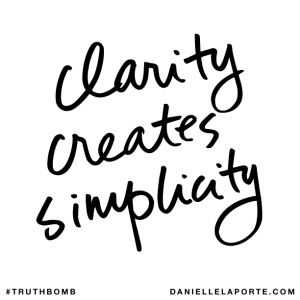 clarity
creates
simplicity
#TRUTHBOMB DANIELLELAPORTE.COM